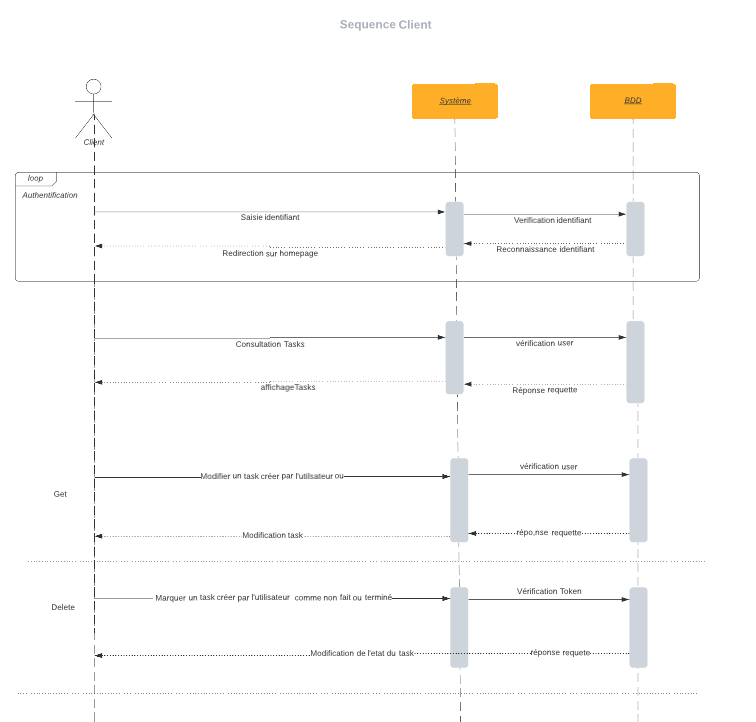 Sequence Client
Système
BDD
Client
loop
Authentification
Saisie identifiant
Verification identifiant
Reconnaissance identifiant
Redirection sur homepage
Consultation Tasks
vérification user
affichageTasks
Réponse requette
Modifier un task créer par l'utilsateur ou
vérification user
Get
Modification task
répo,nse requette
Delete
Marquer un task créer par l'utilisateur comme non fait ou terminé
Vérification Token
Modification de l'etat du task
réponse requete